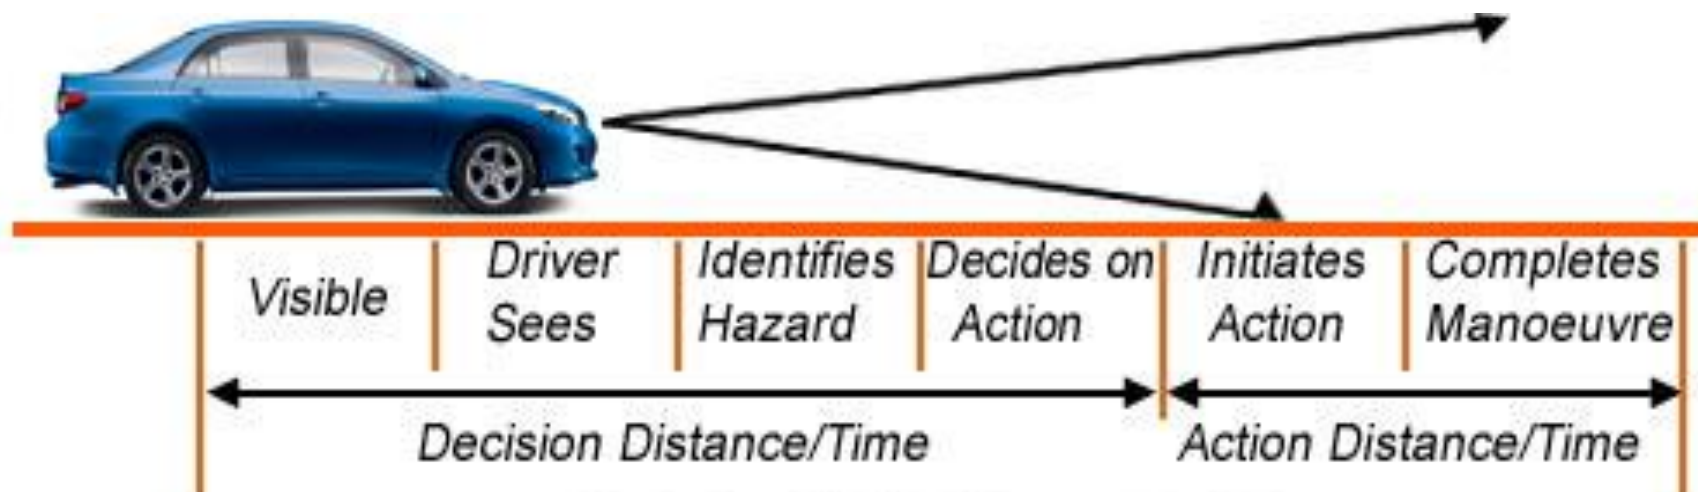 Visible
Driver
Sees
Identifies
Hazard
Decides on
Action
Initiates
Action
Completes
Manoeuvre
Decision Distance/Time
Action Distance/Time